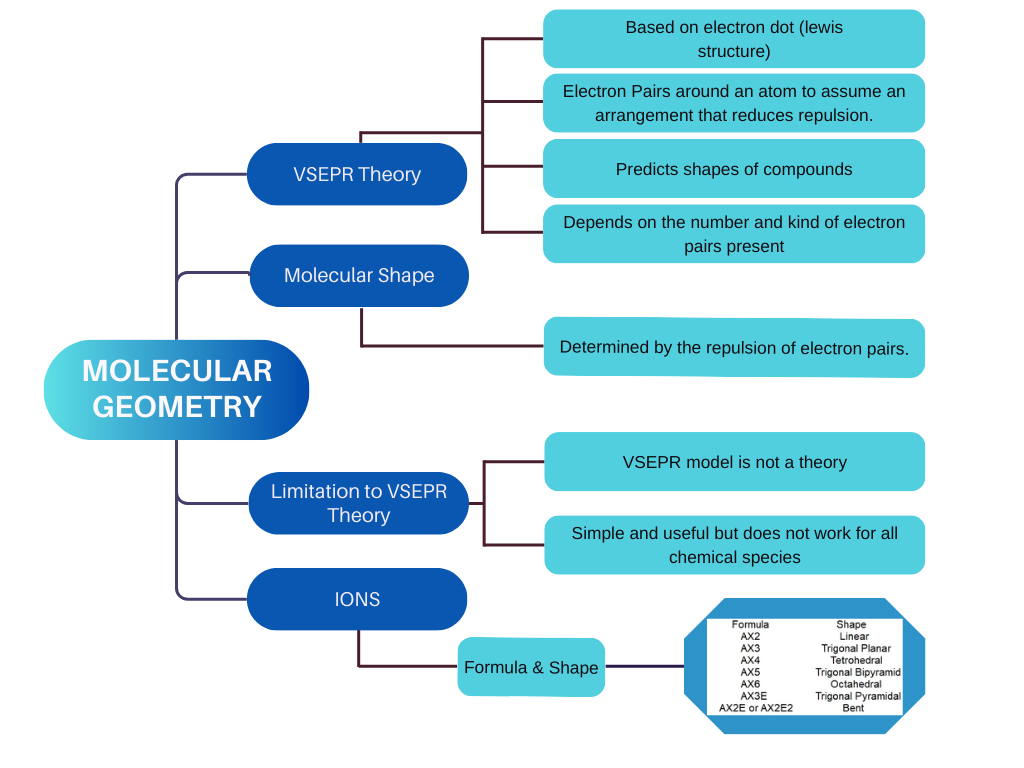 Based on electron dot (lewis
structure)
Electron Pairs around an atom to assume an
arrangement that reduces repulsion.
VSEPR Theory
Predicts shapes of compounds
Depends on the number and kind of electron
pairs present
Molecular Shape
Determined by the repulsion of electron pairs.
MOLECULAR
GEOMETRY
Limitation to VSEPR
Theory
VSEPR model is not a theory
Simple and useful but does not work for all
chemical species
IONS
Formula & Shape
Formula Shape
AX2 Linear
AX3 Trigonal Planar
AX4 Tetrohedral
AX5 Trigonal Bipyramid
AX6 Octahedral
AX3E Trigonal Pyramidal
AX2E or AX2E2 Bent